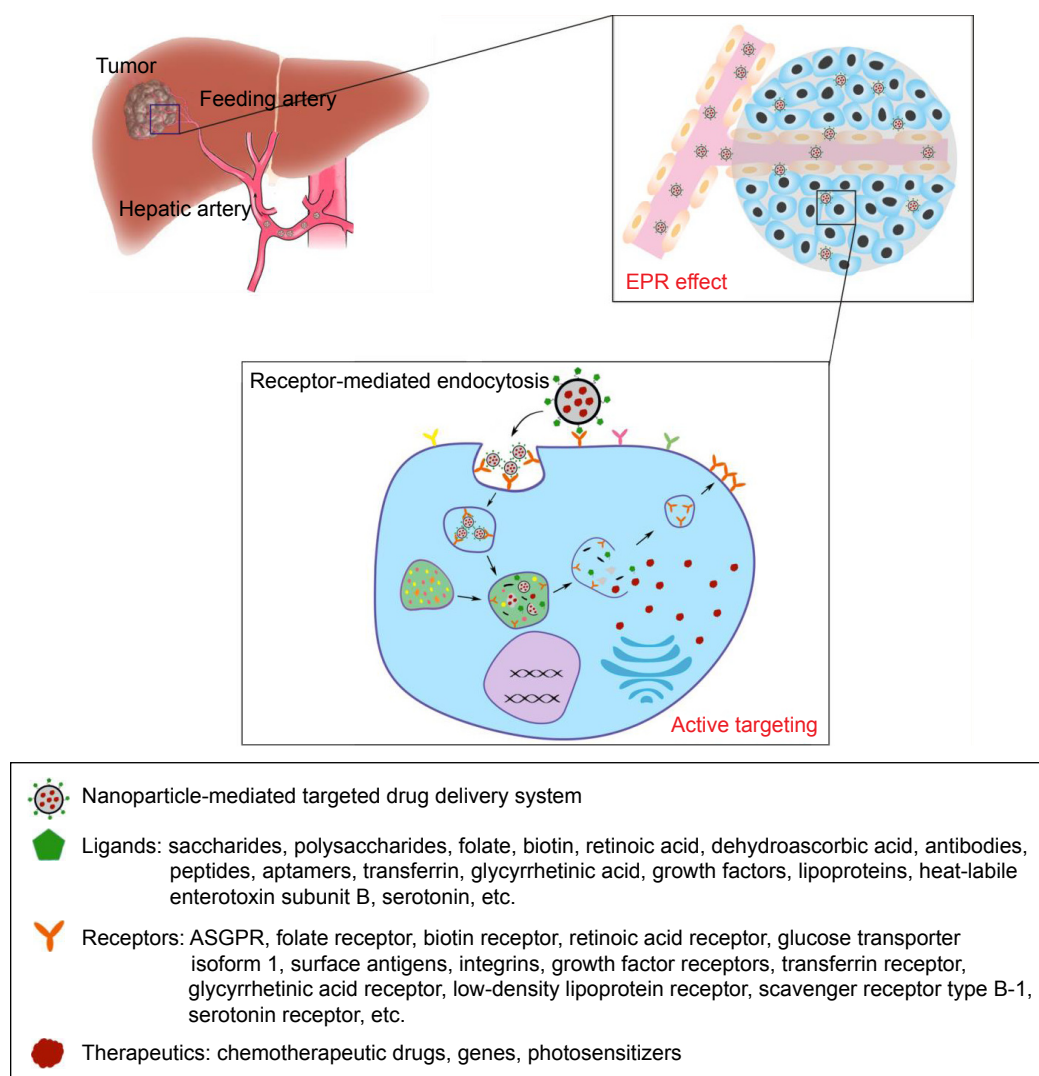 Tumor
Feeding artery
Hepatic artery
EPR effect
Receptor-mediated endocytosis
Active targeting
Nanoparticle-mediated targeted drug delivery system
Ligands: saccharides, polysaccharides, folate, biotin, retinoic acid, dehydroascorbic acid, antibodies,
peptides, aptamers, transferrin, glycyrrhetinic acid, growth factors, lipoproteins, heat-labile
enterotoxin subunit B, serotonin, etc.
Receptors: ASGPR, folate receptor, biotin receptor, retinoic acid receptor, glucose transporter
isoform 1, surface antigens, integrins, growth factor receptors, transferrin receptor,
glycyrrhetinic acid receptor, low-density lipoprotein receptor, scavenger receptor type B-1,
serotonin receptor, etc.
Therapeutics: chemotherapeutic drugs, genes, photosensitizers